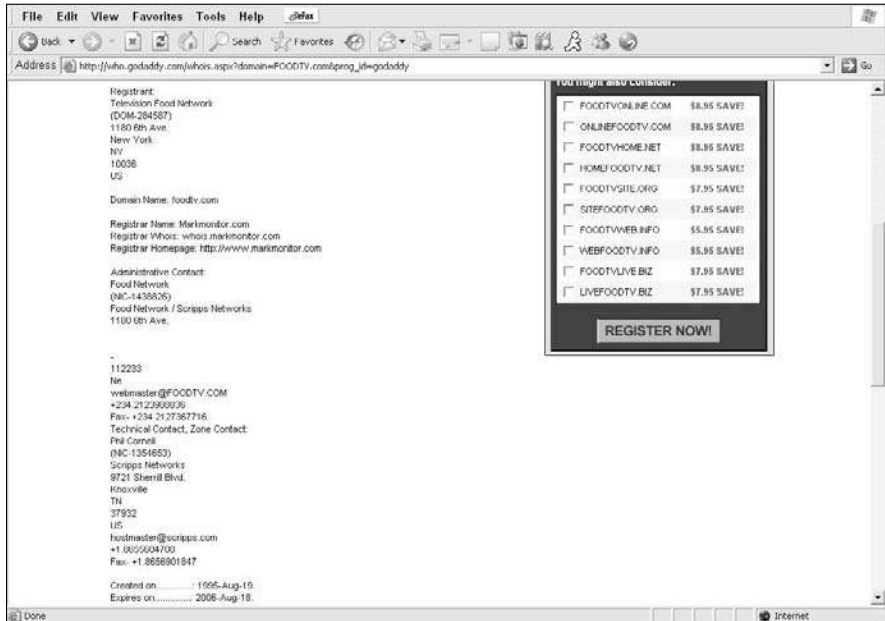 File Edit View Favorites Tools Help eFax
Back Search Favorites
Address http://who.godaddy.com/whois.aspx?domain=FOODTV.com&prog_id=godaddy Go
Registrant:
Television Food Network
(DOM-284587)
1180 6th Ave.
New York
NY
10036
US
Domain Name: foodtv.com
Registrar Name: Markmonitor.com
Registrar Whois: whois.markmonitor.com
Registrar Homepage: http://www.markmonitor.com
Administrative Contact:
Food Network
(NIC-1438826)
Food Network / Scripps Networks
1180 6th Ave.
-
112233
Ne
webmaster@FOODTV.COM
+234.2123988836
Fax- +234.2127367716
Technical Contact, Zone Contact:
Phil Cornell
(NIC-1354653)
Scripps Networks
9721 Sherrill Blvd.
Knoxville
TN
37932
US
hostmaster@scripps.com
+1.8655604700
Fax- +1.8656901847
Created on..............: 1995-Aug-19.
Expires on..............: 2006-Aug-18.
You might also consider:
FOODTVONLINE.COM $8.95 SAVE!
ONLINEFOODTV.COM $8.95 SAVE!
FOODTVHOME.NET $8.95 SAVE!
HOMEFOODTV.NET $8.95 SAVE!
FOODTVSITE.ORG $7.95 SAVE!
SITEFOODTV.ORG $7.95 SAVE!
FOODTVWEB.INFO $5.95 SAVE!
WEBFOODTV.INFO $5.95 SAVE!
FOODTVLIVE.BIZ $7.95 SAVE!
LIVEFOODTV.BIZ $7.95 SAVE!
REGISTER NOW!
Done Internet